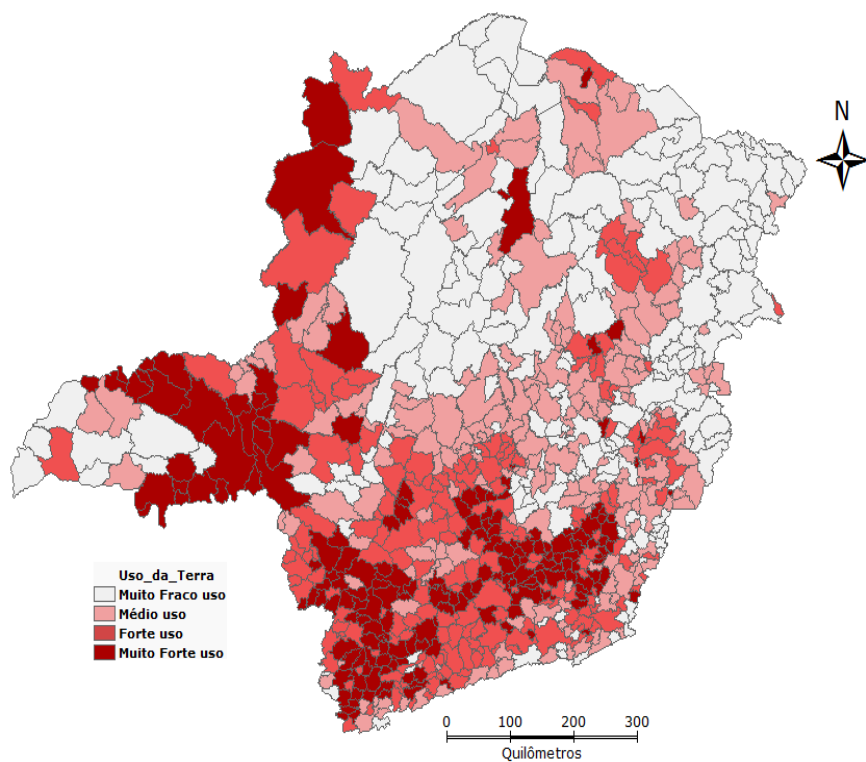 N
Uso_da_Terra
Muito Fraco uso
Médio uso
Forte uso
Muito Forte uso
0 100 200 300
Quilômetros